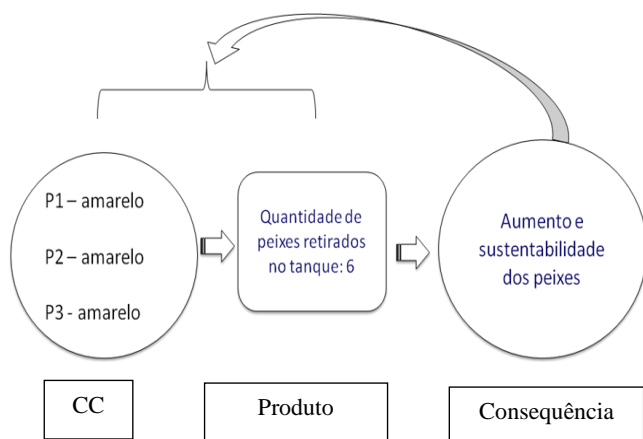 P1 – amarelo
P2 – amarelo
P3 - amarelo
Quantidade de
peixes retirados
no tanque: 6
Aumento e
sustentabilidade
dos peixes
CC
Produto
Consequência